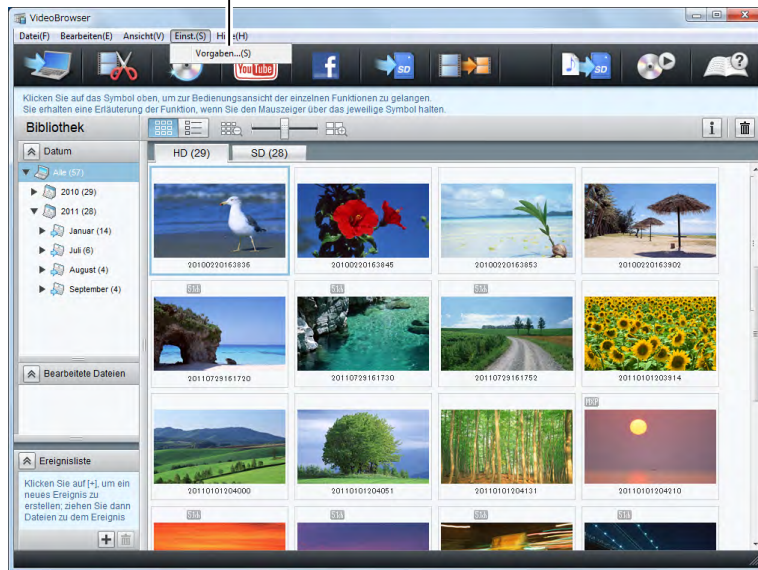 VideoBrowser
Datei(F) Bearbeiten(E) Ansicht(V) Einst.(S) Hilfe(H)
Vorgaben...(S)
You Tube
f
SD
SD
?
Klicken Sie auf das Symbol oben, um zur Bedienungsansicht der einzelnen Funktionen zu gelangen.
Sie erhalten eine Erläuterung der Funktion, wenn Sie den Mauszeiger über das jeweilige Symbol halten.
Bibliothek
i
Datum
HD (29) SD (28)
Alle (57)
2010 (29)
2011 (28)
Januar (14)
Juli (6)
August (4)
September (4)
20100220163836
20100220163845
20100220163853
20100220163902
20110729161720
20110729161730
20110729161752
20110101203914
Bearbeitete Dateien
MXP
20110101204000
20110101204051
20110101204131
20110101204210
Ereignisliste
Klicken Sie auf [+], um ein
neues Ereignis zu
erstellen; ziehen Sie dann
Dateien zu dem Ereignis